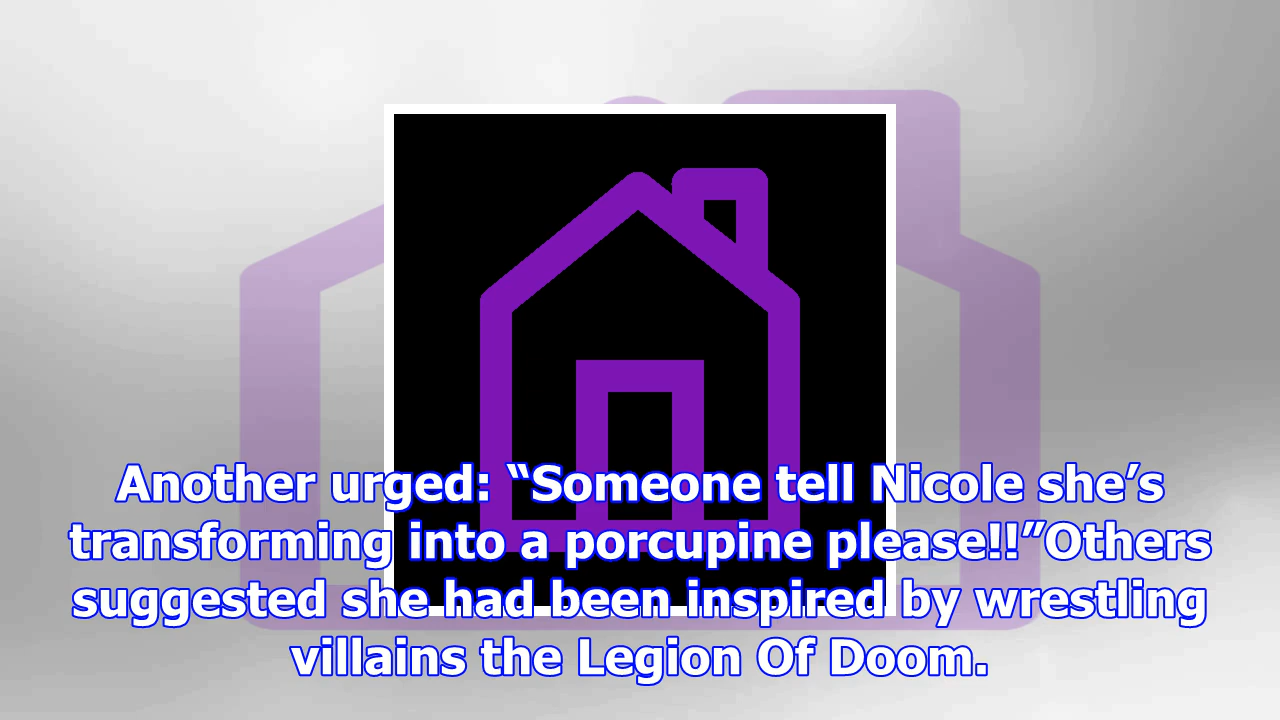 Another urged: “Someone tell Nicole she’s
transforming into a porcupine please!!”Others
suggested she had been inspired by wrestling
villains the Legion Of Doom.